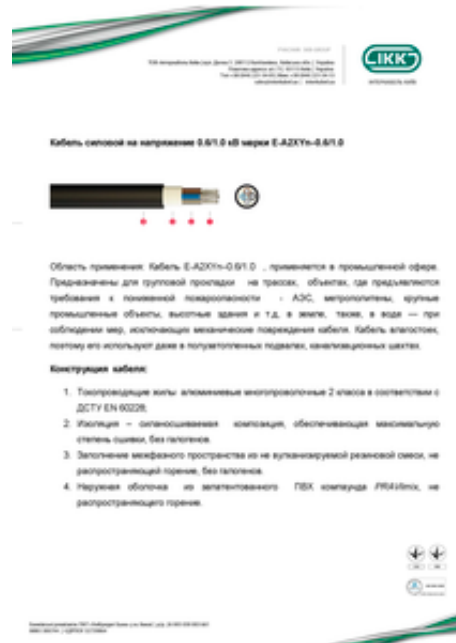 ІКК
ІНТЕРКАБЕЛЬ КИЇВ
Кабель силовой на напряжение 0.6/1.0 кВ марки E-A2XYn-0.6/1.0
Область применения: Кабель E-A2XYn-0.6/1.0 , применяется в промышленной сфере.
Предназначены для групповой прокладки на трассах, объектах, где предъявляются
требования к пониженной пожароопасности - АЭС, метрополитены, крупные
промышленные объекты, высотные здания и т.д. в земле, также, в воде — при
соблюдении мер, исключающих механические повреждения кабеля. Кабель влагостоек,
поэтому его используют даже в полузатопленных подвалах, канализационных шахтах.
Конструкция кабеля:
1. Токопроводящие жилы алюминиевые многопроволочные 2 класса в соответствии с
ДСТУ EN 60228;
2. Изоляция – силаносшиваемая композиция, обеспечивающая максимальную
степень сшивки, без галогенов.
3. Заполнение межфазного пространства из не вулканизируемой резиновой смеси, не
распространяющей горение, без галогенов.
4. Наружная оболочка из запатентованного ПВХ компаунда не
распространяющего горение.